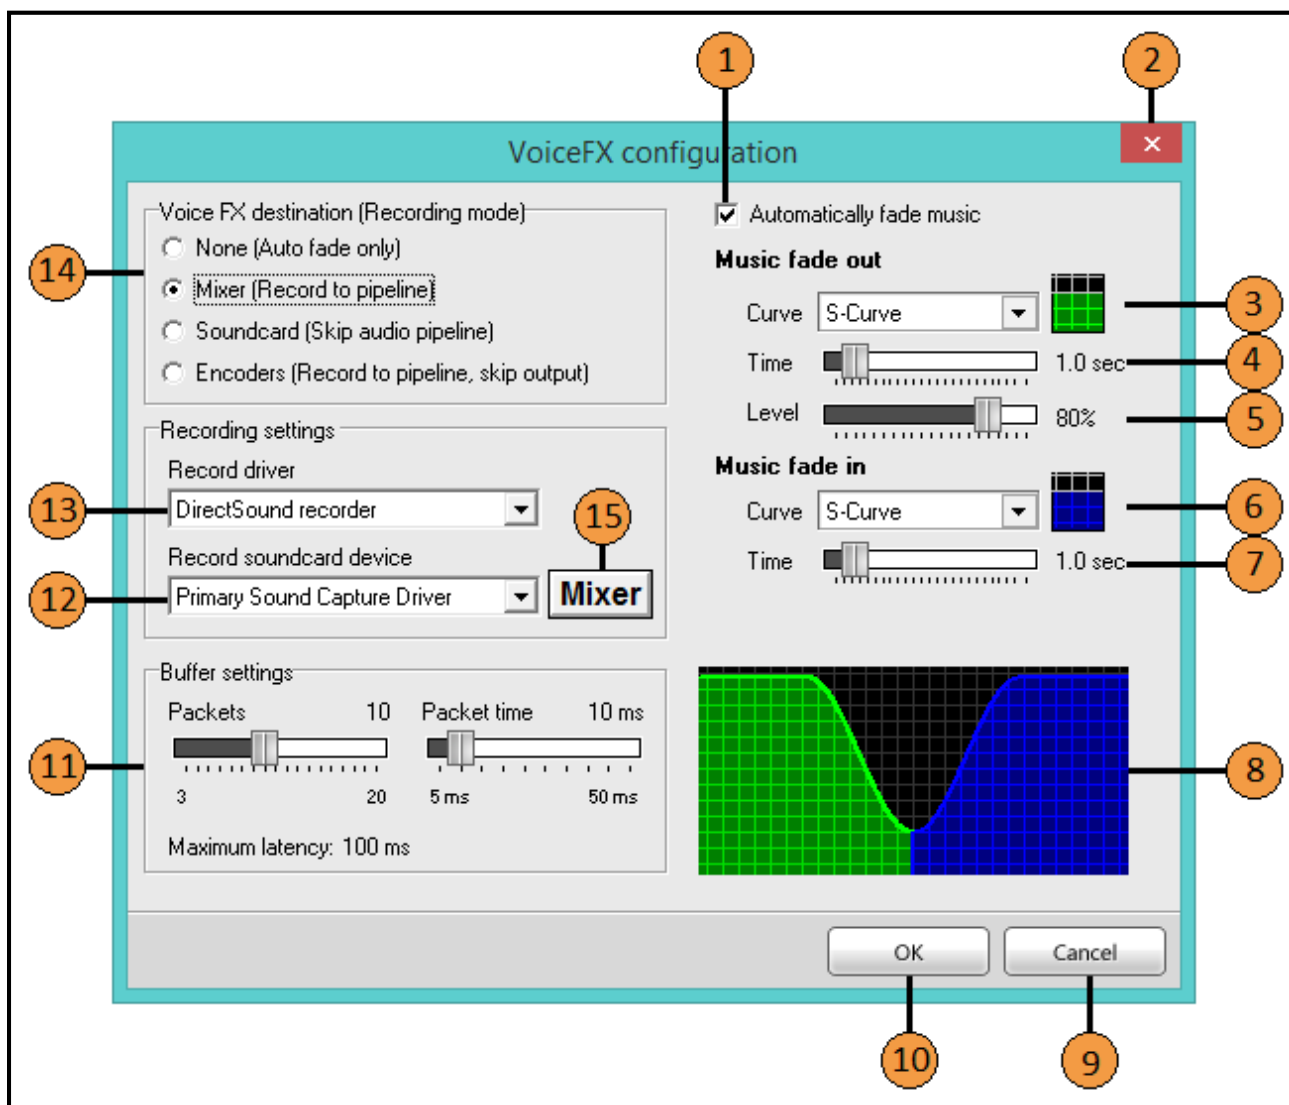 1
2
VoiceFX configuration
Voice FX destination (Recording mode)
None (Auto fade only)
Mixer (Record to pipeline)
Soundcard (Skip audio pipeline)
Encoders (Record to pipeline, skip output)
14
Recording settings
Record driver
DirectSound recorder
13
15
Record soundcard device
Primary Sound Capture Driver
Mixer
12
Buffer settings
Packets 10 Packet time 10 ms
3 20 5 ms 50 ms
Maximum latency: 100 ms
11
Automatically fade music
Music fade out
Curve S-Curve
3
Time 1.0 sec
4
Level 80%
5
Music fade in
Curve S-Curve
6
Time 1.0 sec
7
8
OK Cancel
10
9